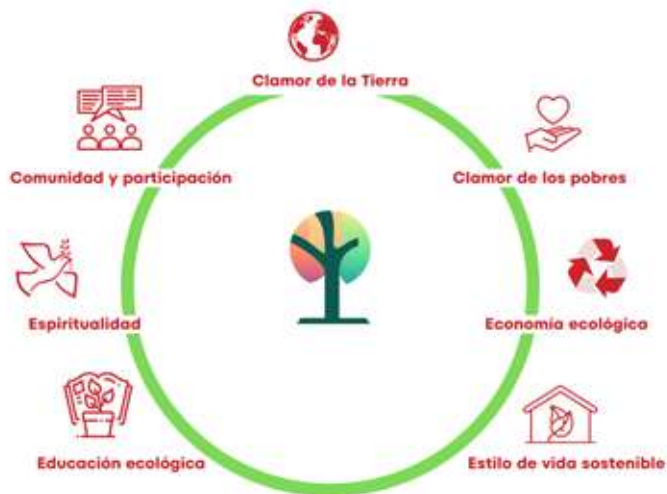 Clamor de la Tierra
Comunidad y participación
Clamor de los pobres
Espiritualidad
Economía ecológica
Educación ecológica
Estilo de vida sostenible